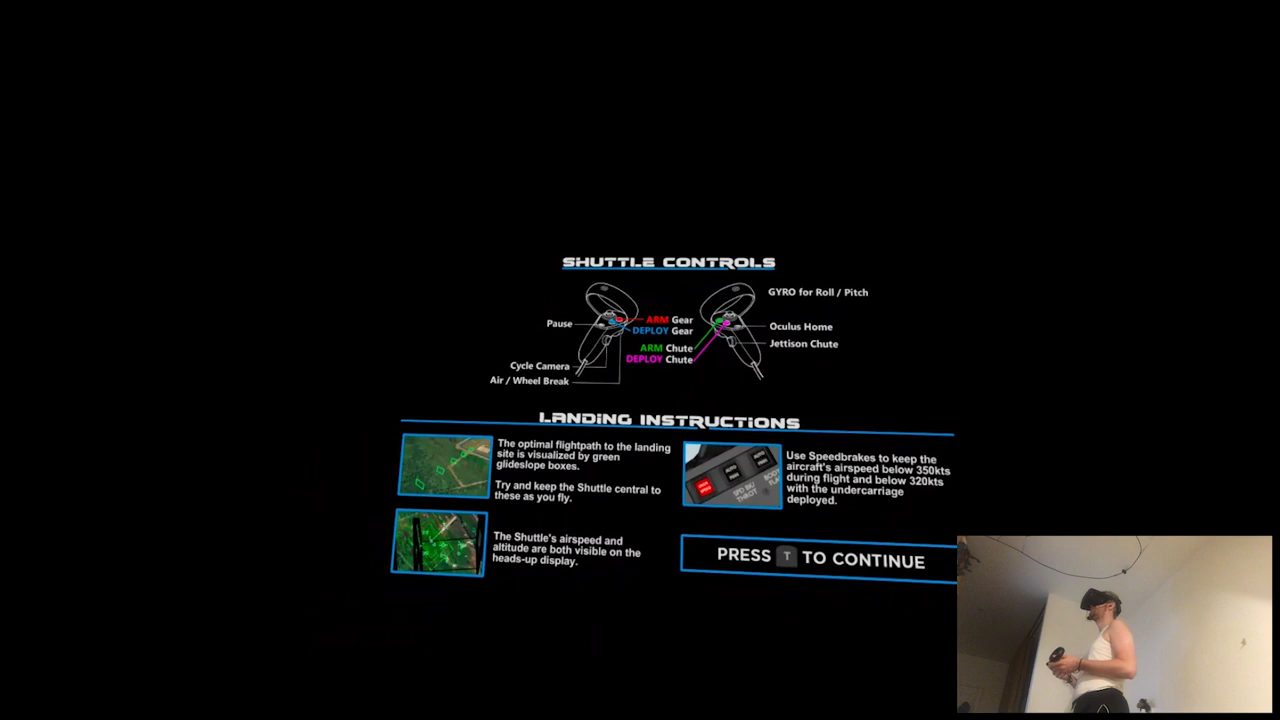 SHUTTLE CONTROLS
GYRO for Roll / Pitch
Pause
ARM Gear
DEPLOY Gear
Oculus Home
ARM Chute
DEPLOY Chute
Jettison Chute
Cycle Camera
Air / Wheel Break
LANDING INSTRUCTIONS
The optimal flightpath to the landing
site is visualized by green
glideslope boxes.
Try and keep the Shuttle central to
these as you fly.
The Shuttle's airspeed and
altitude are both visible on the
heads-up display.
Use Speedbrakes to keep the
aircraft's airspeed below 350kts
during flight and below 320kts
with the undercarriage
deployed.
SPD BK/
THROT
PRESS T TO CONTINUE